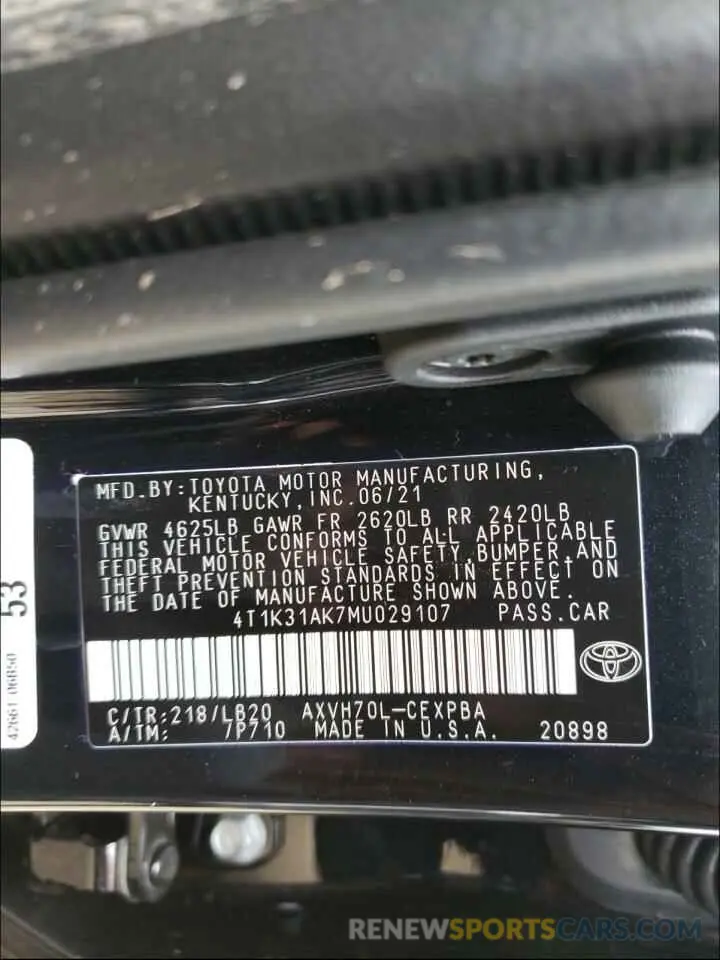 MFD.BY:TOYOTA MOTOR MANUFACTURING,
KENTUCKY,INC.06/21
GVWR 4625LB GAWR FR 2620LB RR 2420LB
THIS VEHICLE CONFORMS TO ALL APPLICABLE
FEDERAL MOTOR VEHICLE SAFETY,BUMPER,AND
THEFT PREVENTION STANDARDS IN EFFECT ON
THE DATE OF MANUFACTURE SHOWN ABOVE.
4T1K31AK7MU029107 PASS.CAR
C/TR:218/LB20 AXVH70L-CEXPBA
A/TM: 7P710 MADE IN U.S.A. 20898
53
42661-06B50
RENEWSPORTSCARS.COM